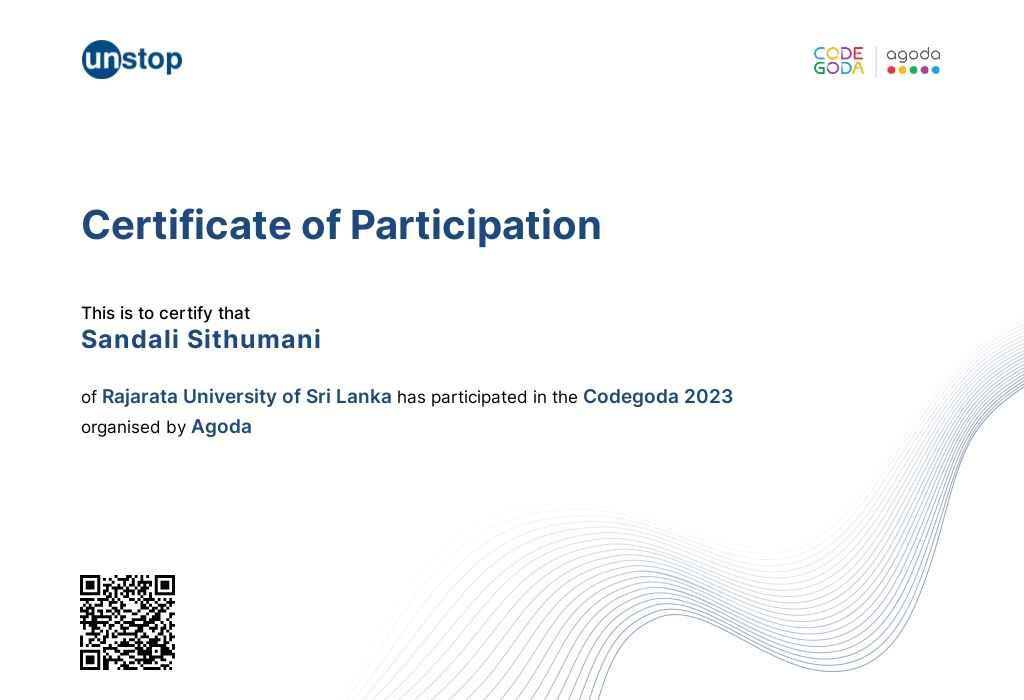 unstop
CODE
GODA
agoda
Certificate of Participation
This is to certify that
Sandali Sithumani
of Rajarata University of Sri Lanka has participated in the Codegoda 2023
organised by Agoda